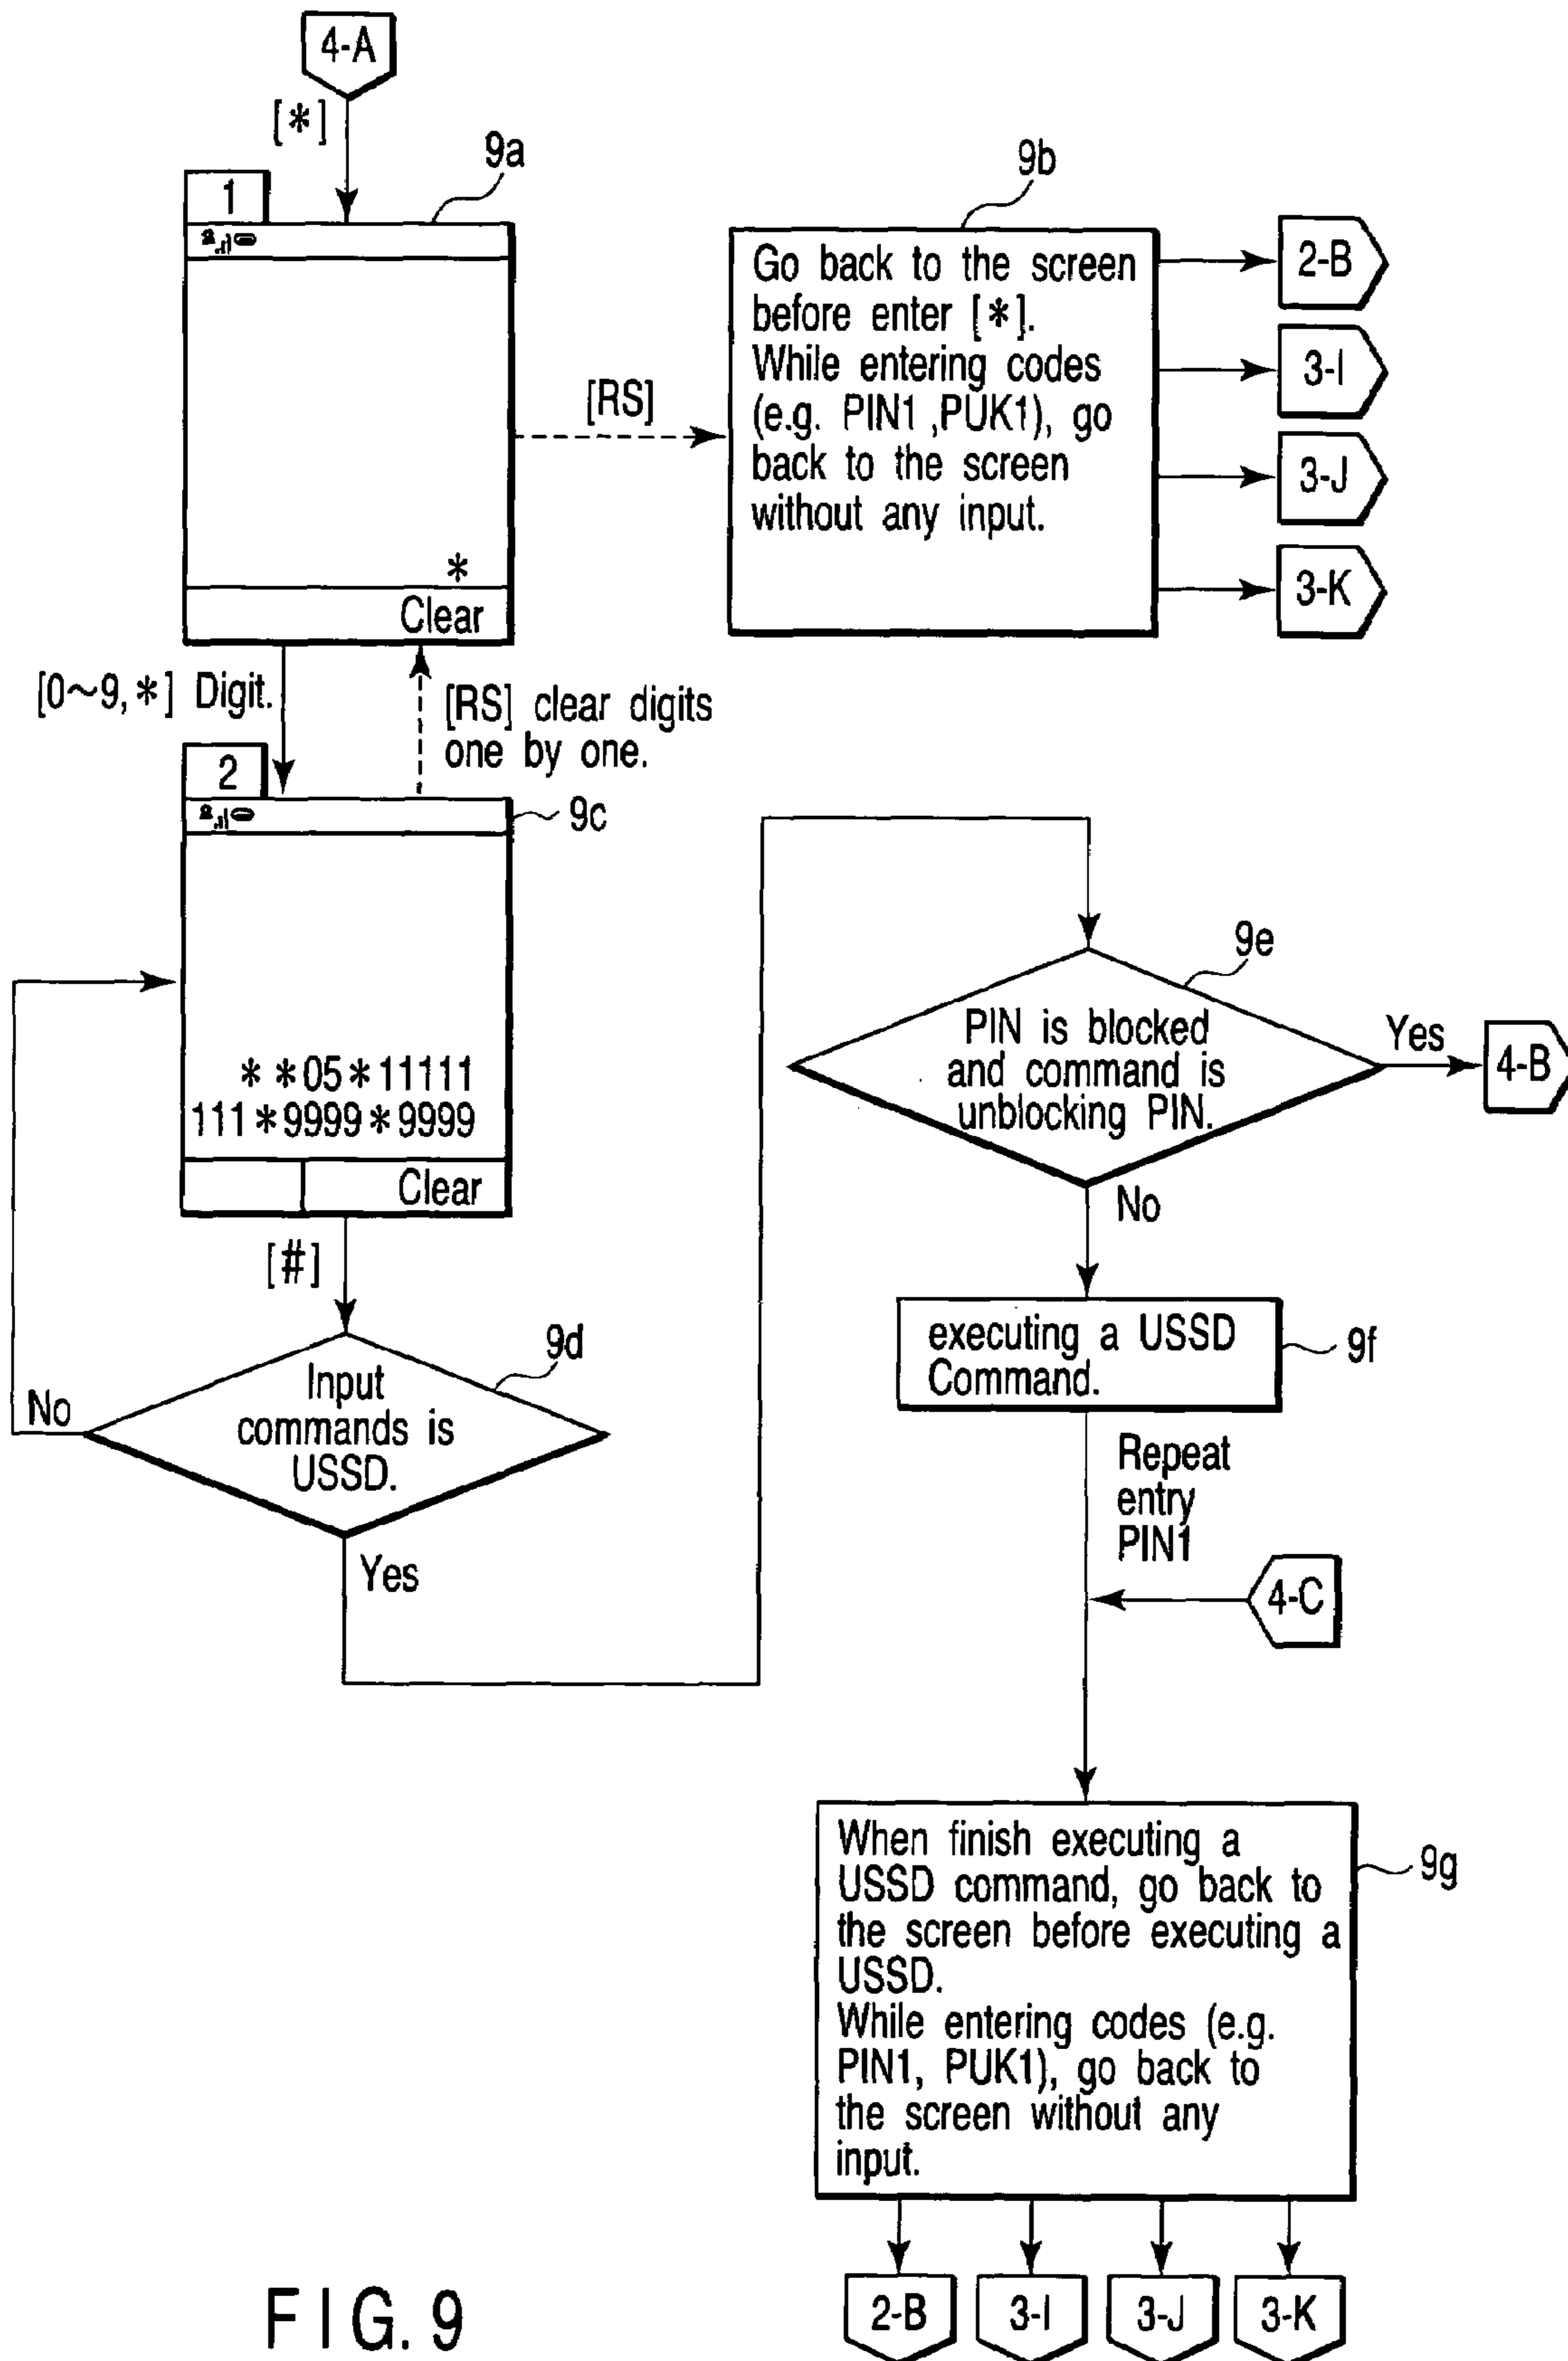 4-A
[*]
9a
1
*
Clear
[RS]
9b
Go back to the screen
before enter [*].
While entering codes
(e.g. PIN1 ,PUK1), go
back to the screen
without any input.
2-B
3-I
3-J
3-K
[0~9,*] Digit.
[RS] clear digits
one by one.
2
9c
**05*11111
111*9999*9999
Clear
[#]
9d
Input
commands is
USSD.
No
Yes
9e
PIN is blocked
and command is
unblocking PIN.
Yes
4-B
No
executing a USSD
Command.
9f
Repeat
entry
PIN1
4-C
When finish executing a
USSD command, go back to
the screen before executing a
USSD.
While entering codes (e.g.
PIN1, PUK1), go back to
the screen without any
input.
9g
2-B
3-I
3-J
3-K
FIG. 9